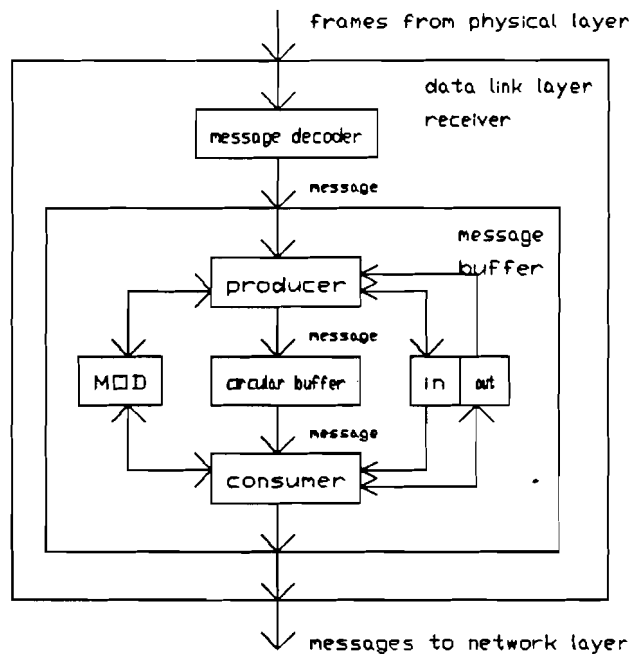 frames from physical layer
data link layer
receiver
message decoder
message
message
buffer
producer
message
MOD
circular buffer
in
out
message
consumer
messages to network layer